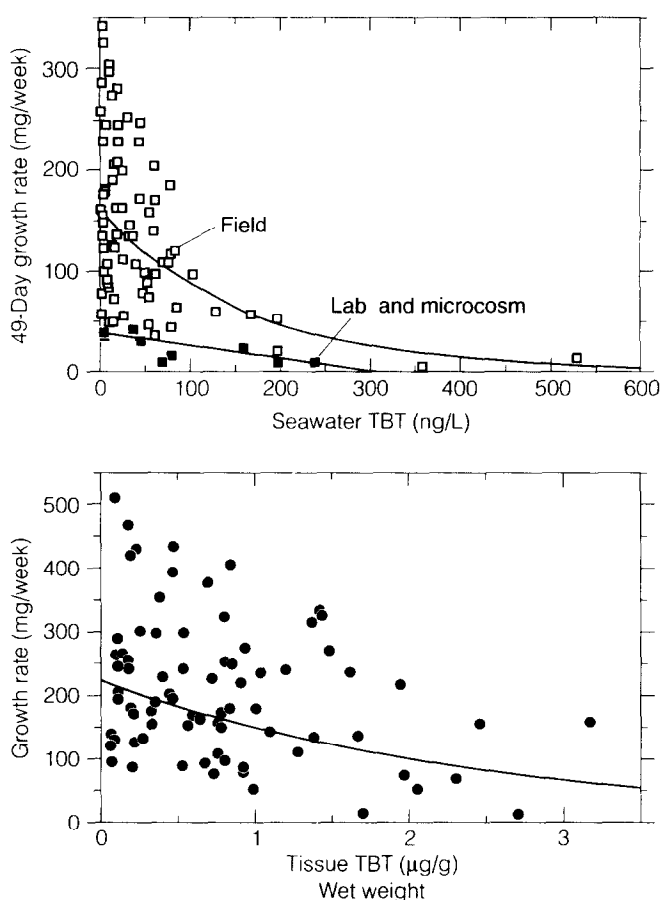 300
200
100
0
49-Day growth rate (mg/week)
Field
Lab and microcosm
0 100 200 300 400 500 600
Seawater TBT (ng/L)
500
400
300
200
100
0
Growth rate (mg/week)
0 1 2 3
Tissue TBT (μg/g)
Wet weight